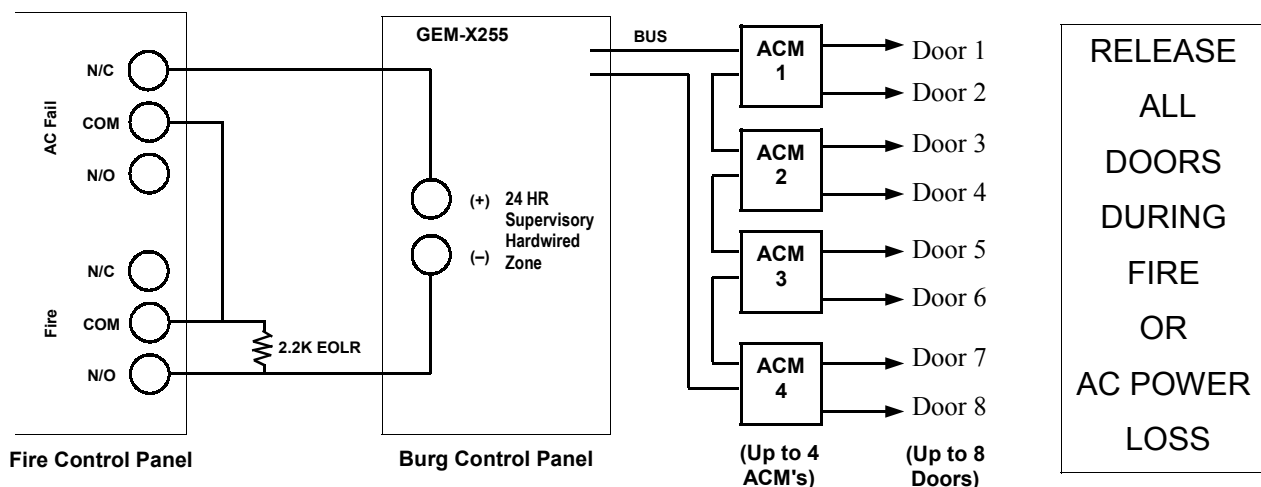 AC Fail
N/C
COM
N/O
Fire
N/C
COM
N/O
2.2K EOLR
Fire Control Panel
GEM-X255
(+) 24 HR
Supervisory
Hardwired
(–) Zone
Burg Control Panel
BUS
ACM
1
ACM
2
ACM
3
ACM
4
(Up to 4
ACM's)
Door 1
Door 2
Door 3
Door 4
Door 5
Door 6
Door 7
Door 8
(Up to 8
Doors)
RELEASE
ALL
DOORS
DURING
FIRE
OR
AC POWER
LOSS